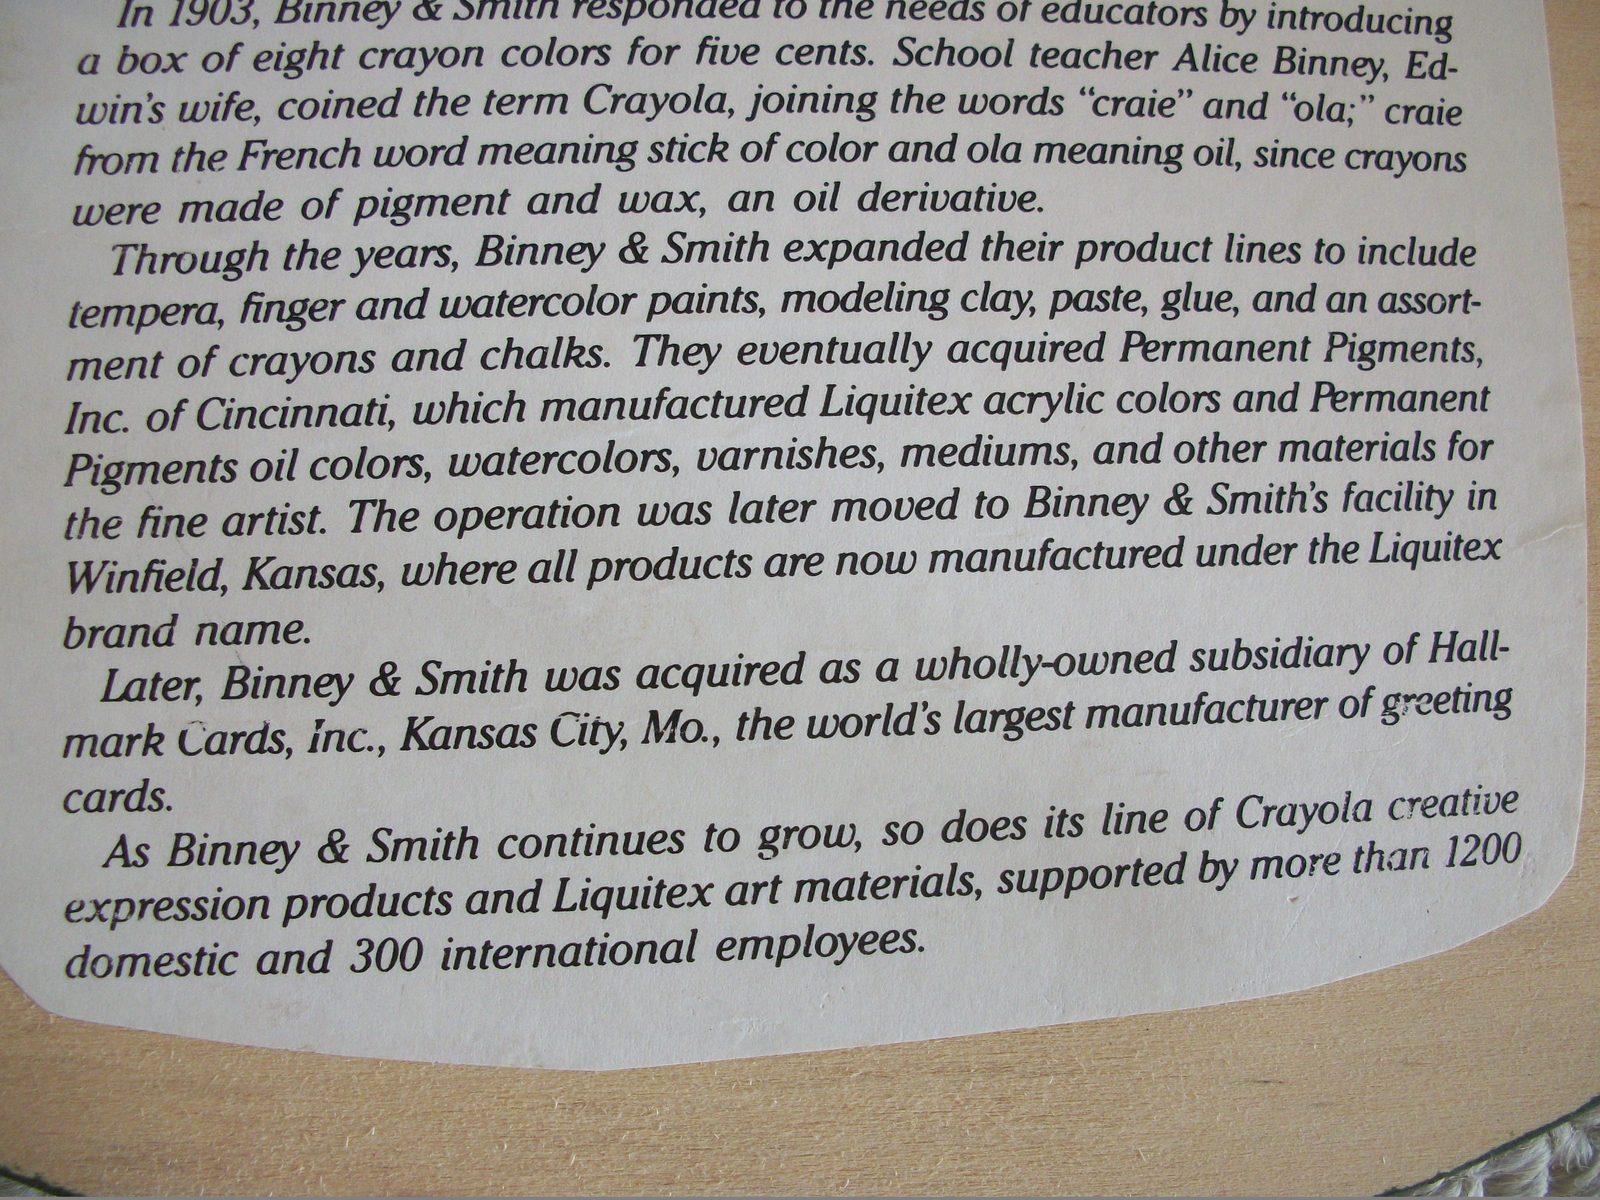 In 1903, Binney & Smith responded to the needs of educators by introducing
a box of eight crayon colors for five cents. School teacher Alice Binney, Ed-
win's wife, coined the term Crayola, joining the words "craie" and "ola;" craie
from the French word meaning stick of color and ola meaning oil, since crayons
were made of pigment and wax, an oil derivative.
Through the years, Binney & Smith expanded their product lines to include
tempera, finger and watercolor paints, modeling clay, paste, glue, and an assort-
ment of crayons and chalks. They eventually acquired Permanent Pigments,
Inc. of Cincinnati, which manufactured Liquitex acrylic colors and Permanent
Pigments oil colors, watercolors, varnishes, mediums, and other materials for
the fine artist. The operation was later moved to Binney & Smith's facility in
Winfield, Kansas, where all products are now manufactured under the Liquitex
brand name.
Later, Binney & Smith was acquired as a wholly-owned subsidiary of Hall-
mark Cards, Inc., Kansas City, Mo., the world's largest manufacturer of greeting
cards.
As Binney & Smith continues to grow, so does its line of Crayola creative
expression products and Liquitex art materials, supported by more than 1200
domestic and 300 international employees.